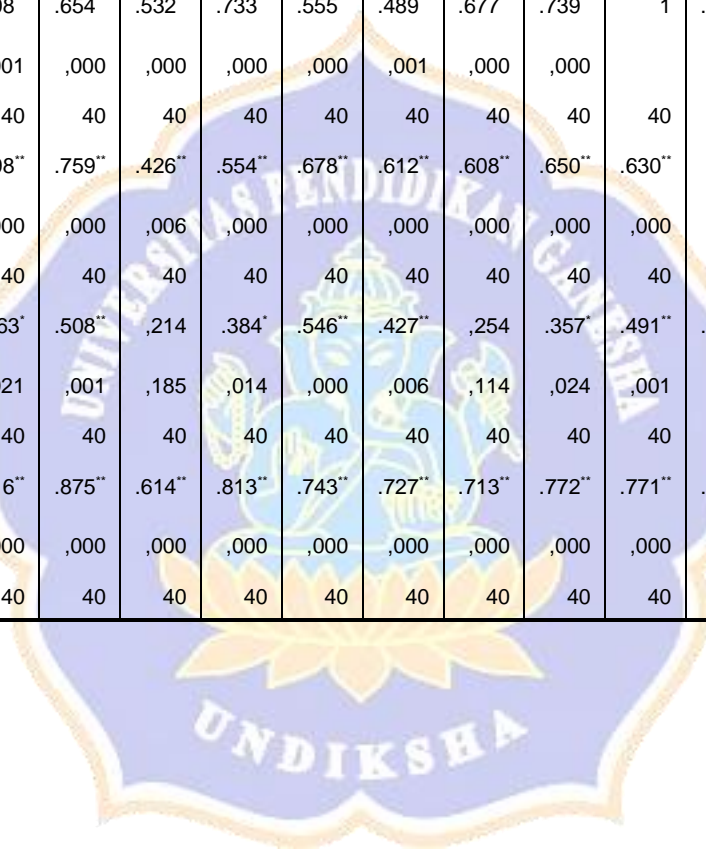 .654 .532 .733 .555 .489 .677 .739 1
,000 ,000 ,000 ,000 ,001 ,000 ,000
40 40 40 40 40 40 40 40 40
.759** .426** .554** .678** .612** .608** .650** .630**
,000 ,006 ,000 ,000 ,000 ,000 ,000 ,000
40 40 40 40 40 40 40 40 40
.508** ,214 .384* .546** .427** ,254 .357* .491**
,001 ,185 ,014 ,000 ,006 ,114 ,024 ,001
40 40 40 40 40 40 40 40 40
.875** .614** .813** .743** .727** .713** .772** .771**
,000 ,000 ,000 ,000 ,000 ,000 ,000 ,000
40 40 40 40 40 40 40 40 40
UNIVERSITAS PENDIDIKAN GANESHA
UNDIKSHA